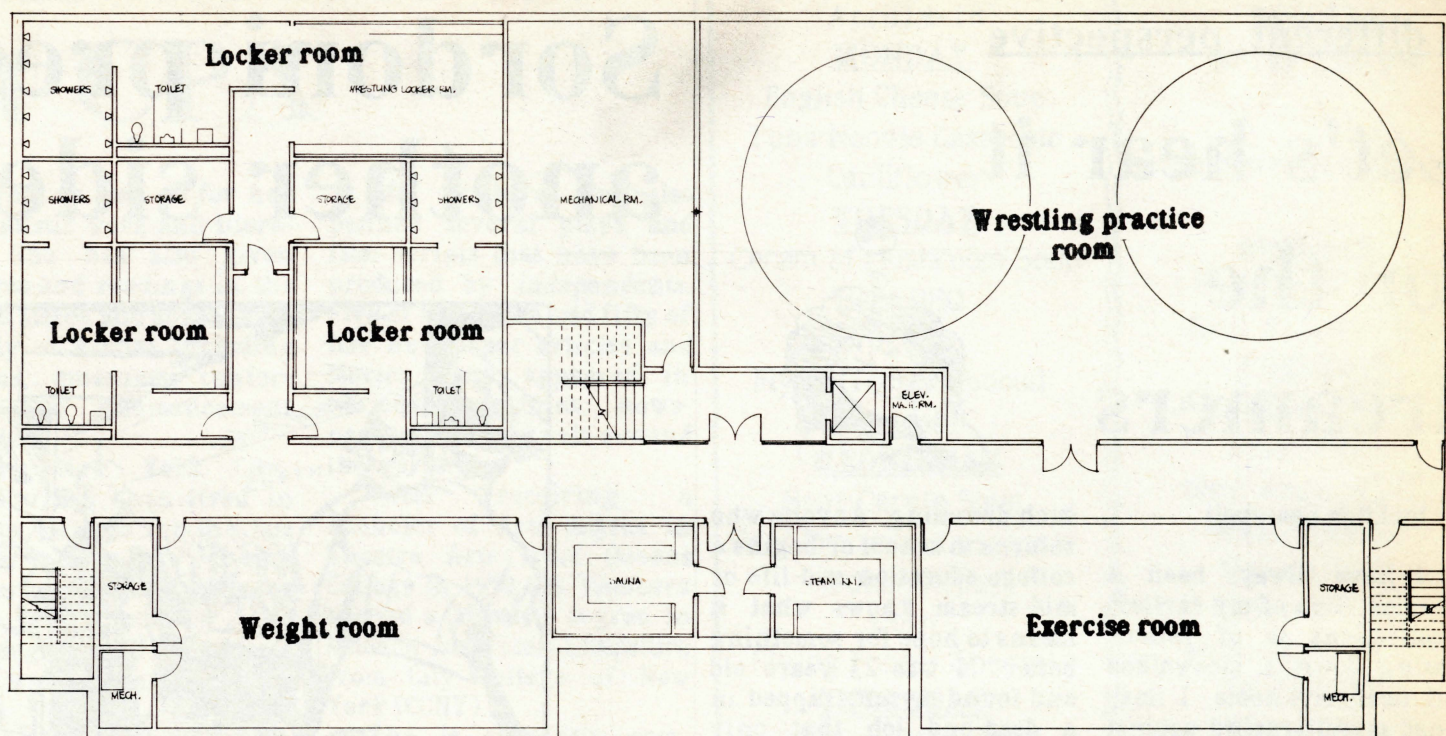 Locker room
SHOWERS
TOILET
WRESTLING LOCKER RM.
SHOWERS
STORAGE
STORAGE
SHOWERS
MECHANICAL RM.
Wrestling practice
room
Locker room
Locker room
TOILET
TOILET
ELEV.
MACH. RM.
STORAGE
SAUNA
STEAM RM.
STORAGE
Weight room
Exercise room
MECH.
MECH.